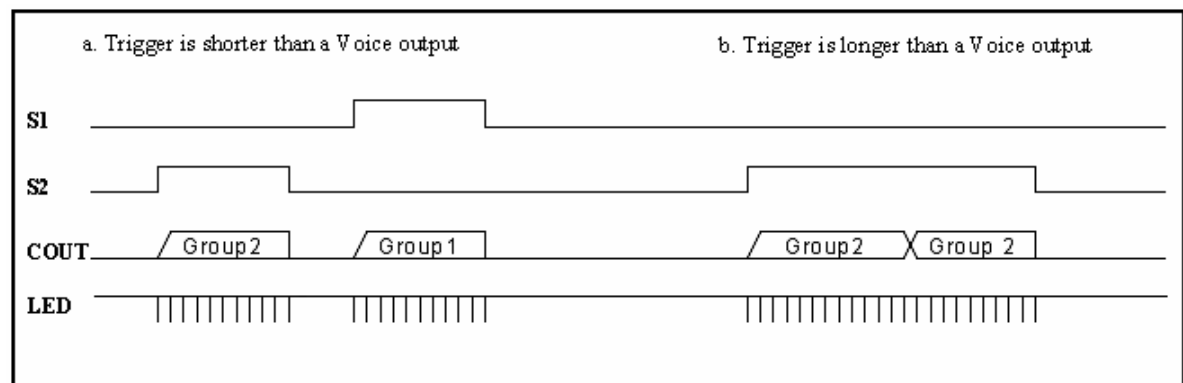 a. Trigger is shorter than a Voice output
b. Trigger is longer than a Voice output
S1
S2
COUT Group2 Group1 Group2 Group 2
LED